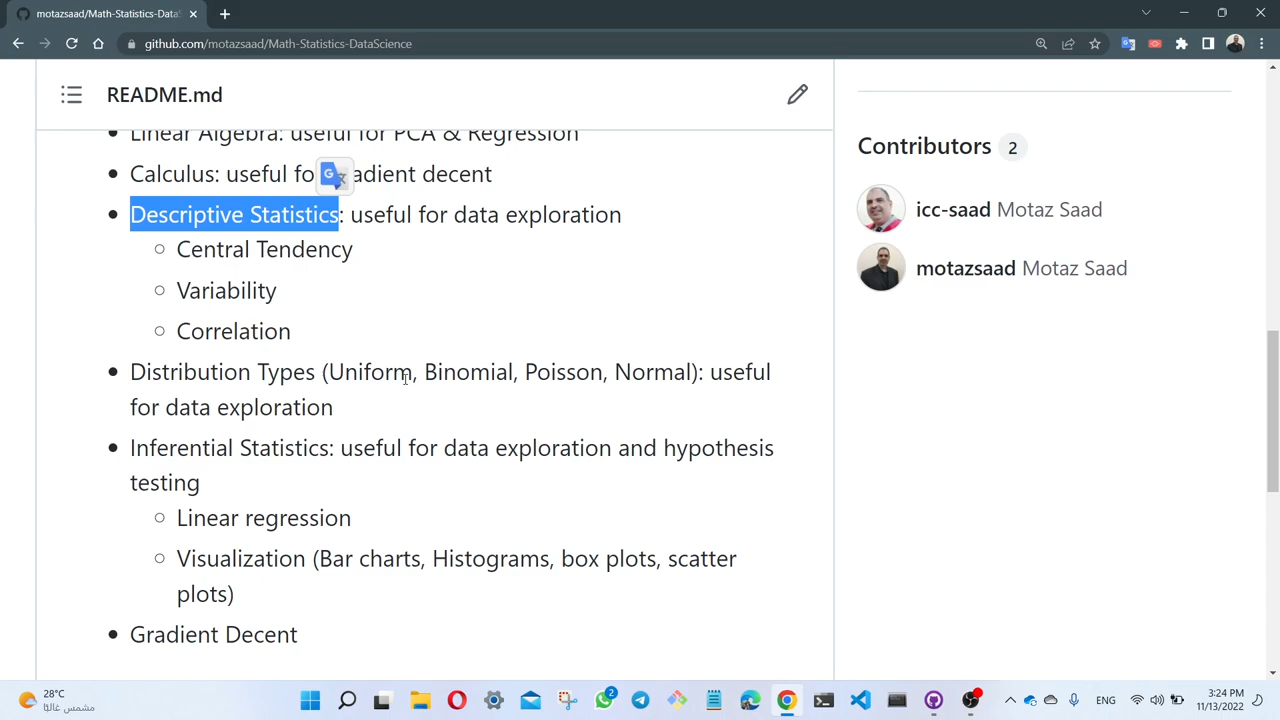 motazsaad/Math-Statistics-Data
github.com/motazsaad/Math-Statistics-DataScience
README.md
Linear Algebra: useful for PCA & Regression
Calculus: useful fo adient decent
Descriptive Statistics: useful for data exploration
Central Tendency
Variability
Correlation
Distribution Types (Uniform, Binomial, Poisson, Normal): useful
for data exploration
Inferential Statistics: useful for data exploration and hypothesis
testing
Linear regression
Visualization (Bar charts, Histograms, box plots, scatter
plots)
Gradient Decent
Contributors 2
icc-saad Motaz Saad
motazsaad Motaz Saad
28°C
مشمس غالبًا
2
ENG
3:24 PM
11/13/2022